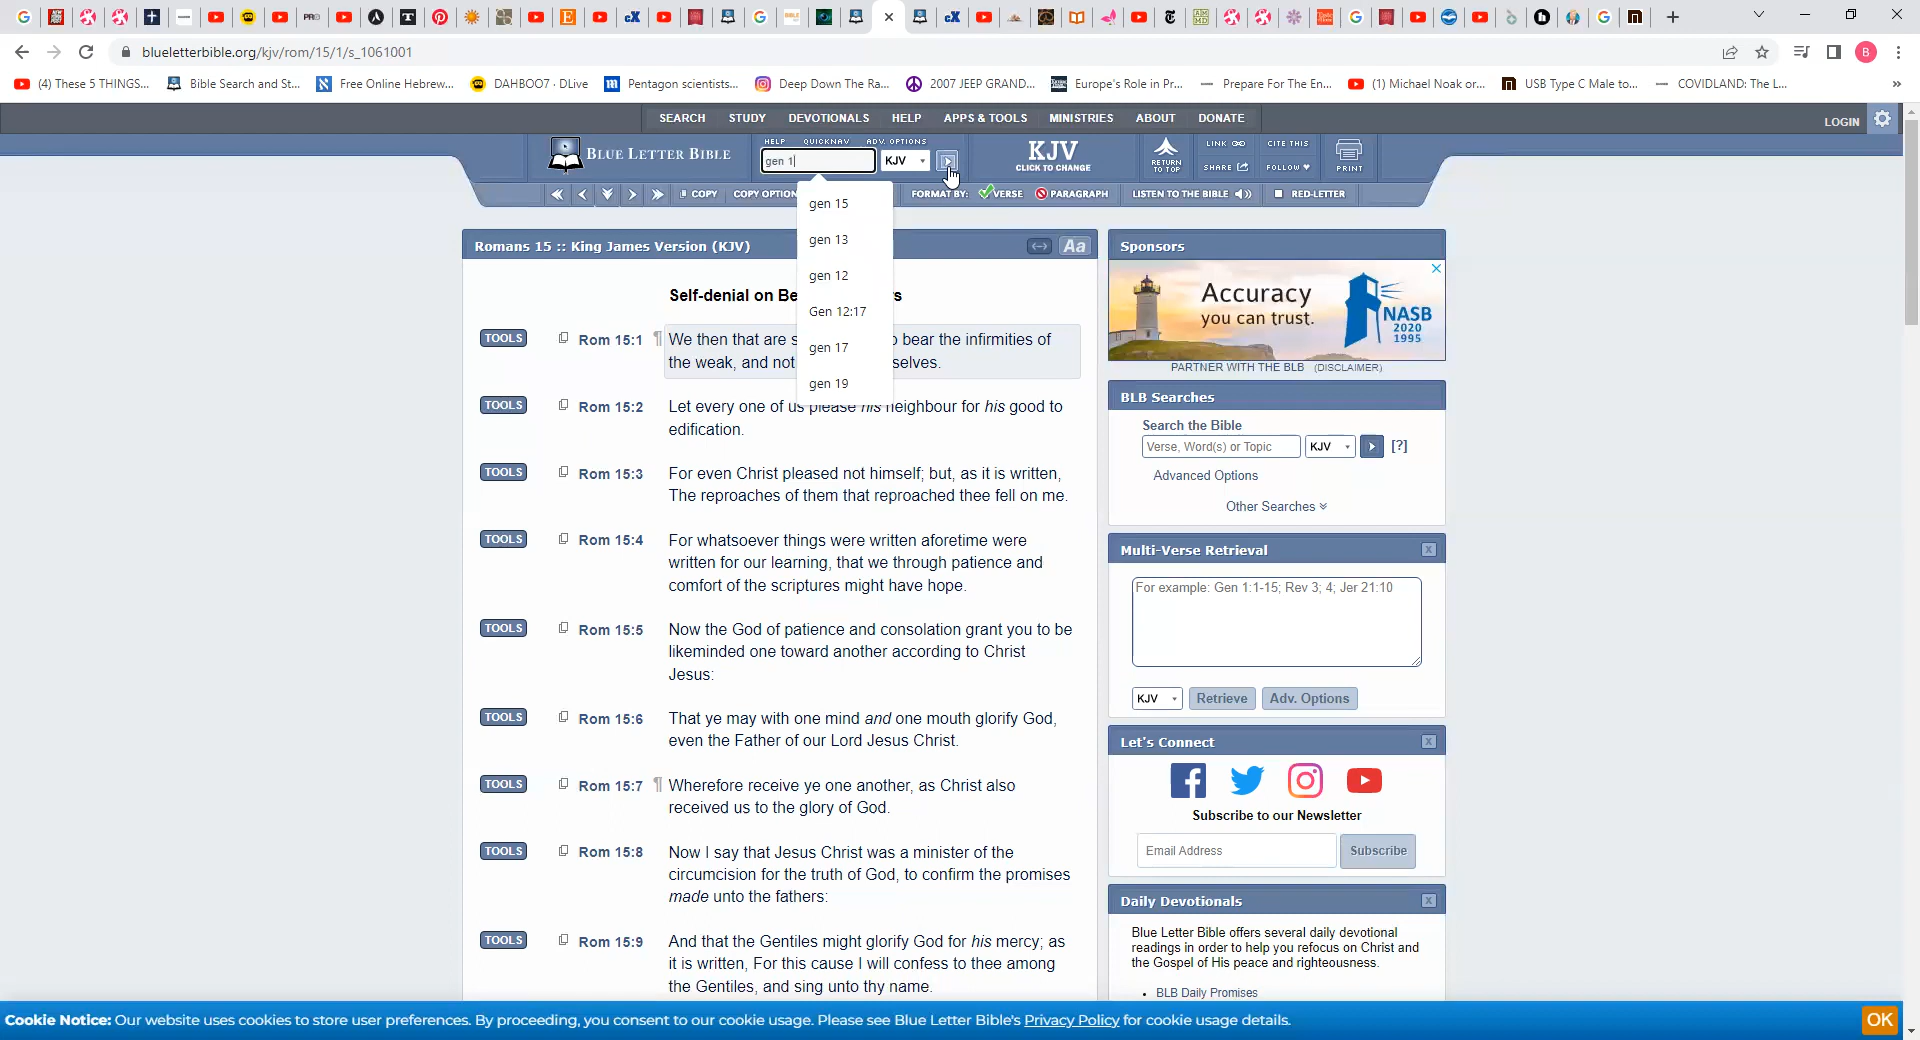 blueletterbible.org/kjv/rom/15/1/s_1061001
B
(4) These 5 THINGS...
Bible Search and St...
Free Online Hebrew...
DAHBOO7 · DLive
Pentagon scientists...
Deep Down The Ra...
2007 JEEP GRAND...
Europe's Role in Pr...
Prepare For The En...
(1) Michael Noak or...
USB Type C Male to...
COVIDLAND: The L...
SEARCH STUDY DEVOTIONALS HELP APPS & TOOLS MINISTRIES ABOUT DONATE
LOGIN
BLUE LETTER BIBLE
HELP QUICKNAV ADV. OPTIONS
gen 1
KJV
KJV
CLICK TO CHANGE
RETURN
TO TOP
LINK
CITE THIS
SHARE
FOLLOW
PRINT
COPY
COPY OPTION
FORMAT BY: VERSE PARAGRAPH
LISTEN TO THE BIBLE
RED-LETTER
gen 15
gen 13
gen 12
Gen 12:17
gen 17
gen 19
Romans 15 :: King James Version (KJV)
Aa
Self-denial on Be
rs
TOOLS Rom 15:1 ¶ We then that are s o bear the infirmities of
the weak, and not selves.
TOOLS Rom 15:2 Let every one of us please his neighbour for his good to
edification.
TOOLS Rom 15:3 For even Christ pleased not himself; but, as it is written,
The reproaches of them that reproached thee fell on me.
TOOLS Rom 15:4 For whatsoever things were written aforetime were
written for our learning, that we through patience and
comfort of the scriptures might have hope.
TOOLS Rom 15:5 Now the God of patience and consolation grant you to be
likeminded one toward another according to Christ
Jesus:
TOOLS Rom 15:6 That ye may with one mind and one mouth glorify God,
even the Father of our Lord Jesus Christ.
TOOLS Rom 15:7 ¶ Wherefore receive ye one another, as Christ also
received us to the glory of God.
TOOLS Rom 15:8 Now I say that Jesus Christ was a minister of the
circumcision for the truth of God, to confirm the promises
made unto the fathers:
TOOLS Rom 15:9 And that the Gentiles might glorify God for his mercy; as
it is written, For this cause I will confess to thee among
the Gentiles, and sing unto thy name.
Sponsors
Accuracy
you can trust.
NASB
2020
1995
PARTNER WITH THE BLB (DISCLAIMER)
BLB Searches
Search the Bible
Verse, Word(s) or Topic
KJV
[?]
Advanced Options
Other Searches
Multi-Verse Retrieval
x
For example: Gen 1:1-15; Rev 3; 4; Jer 21:10
KJV
Retrieve
Adv. Options
Let's Connect
x
Subscribe to our Newsletter
Email Address
Subscribe
Daily Devotionals
x
Blue Letter Bible offers several daily devotional
readings in order to help you refocus on Christ and
the Gospel of His peace and righteousness.
• BLB Daily Promises
Cookie Notice: Our website uses cookies to store user preferences. By proceeding, you consent to our cookie usage. Please see Blue Letter Bible's Privacy Policy for cookie usage details.
OK